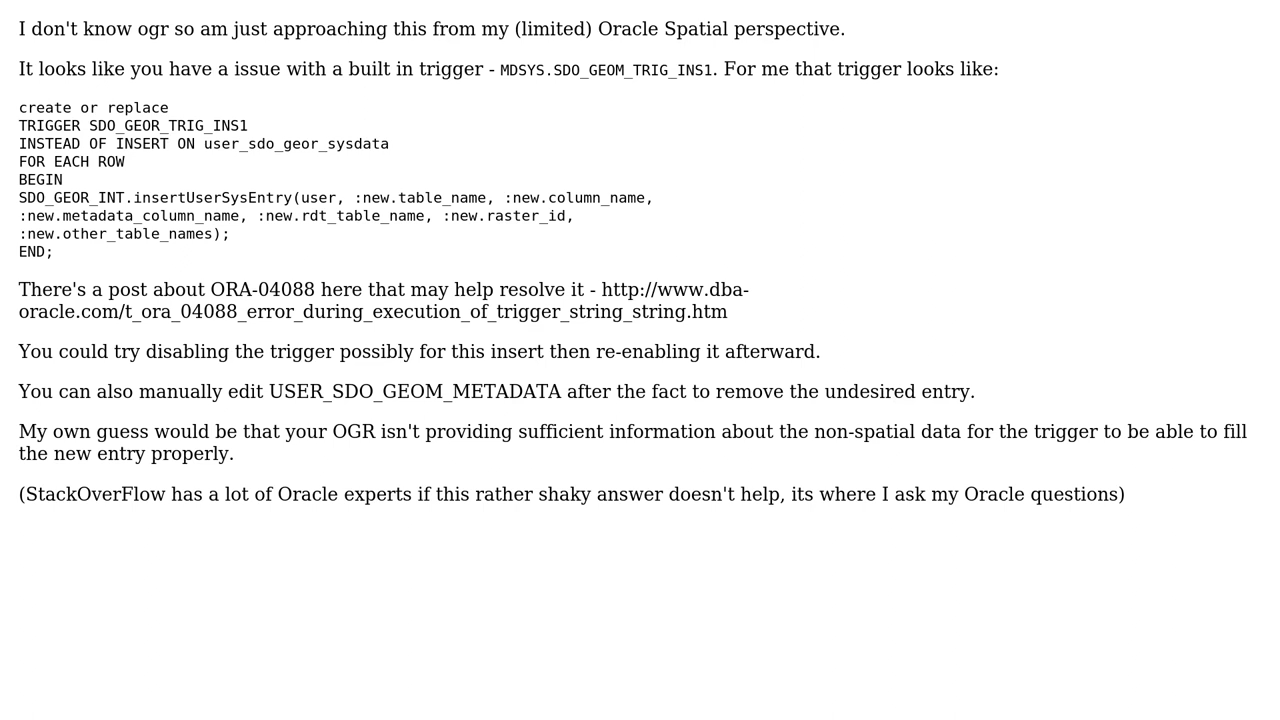 I don't know ogr so am just approaching this from my (limited) Oracle Spatial perspective.
It looks like you have a issue with a built in trigger - MDSYS.SDO_GEOM_TRIG_INS1. For me that trigger looks like:
create or replace
TRIGGER SDO_GEOR_TRIG_INS1
INSTEAD OF INSERT ON user_sdo_geor_sysdata
FOR EACH ROW
BEGIN
SDO_GEOR_INT.insertUserSysEntry(user, :new.table_name, :new.column_name,
:new.metadata_column_name, :new.rdt_table_name, :new.raster_id,
:new.other_table_names);
END;
There's a post about ORA-04088 here that may help resolve it - http://www.dba-
oracle.com/t_ora_04088_error_during_execution_of_trigger_string_string.htm
You could try disabling the trigger possibly for this insert then re-enabling it afterward.
You can also manually edit USER_SDO_GEOM_METADATA after the fact to remove the undesired entry.
My own guess would be that your OGR isn't providing sufficient information about the non-spatial data for the trigger to be able to fill
the new entry properly.
(StackOverFlow has a lot of Oracle experts if this rather shaky answer doesn't help, its where I ask my Oracle questions)